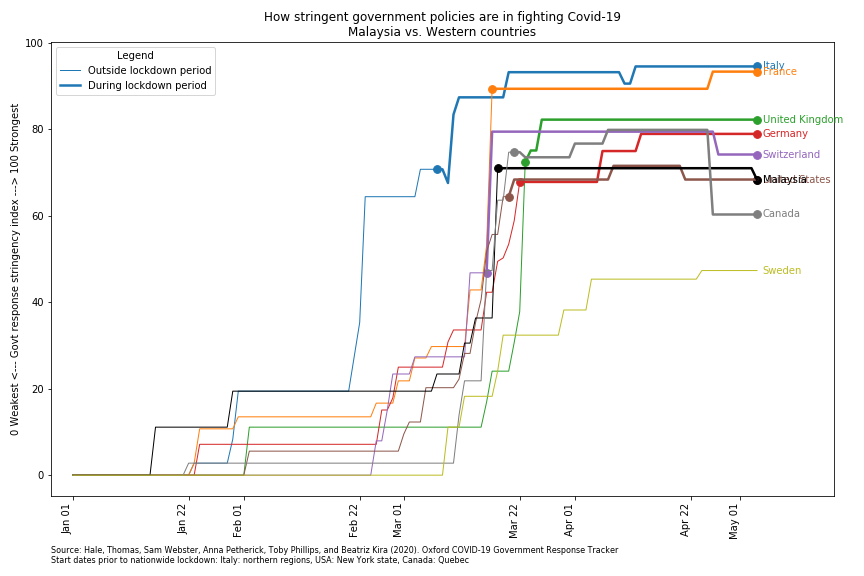 How stringent government policies are in fighting Covid-19
Malaysia vs. Western countries
0 Weakest <--- Govt response stringency index ---> 100 Strongest
100
80
60
40
20
0
Legend
Outside lockdown period
During lockdown period
Italy
France
United Kingdom
Germany
Switzerland
Malaysia
United States
Canada
Sweden
Jan 01
Jan 22
Feb 01
Feb 22
Mar 01
Mar 22
Apr 01
Apr 22
May 01
Source: Hale, Thomas, Sam Webster, Anna Petherick, Toby Phillips, and Beatriz Kira (2020). Oxford COVID-19 Government Response Tracker
Start dates prior to nationwide lockdown: Italy: northern regions, USA: New York state, Canada: Quebec